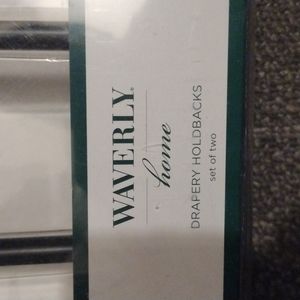 WAVERLY®
home
DRAPERY HOLDBACKS
set of two